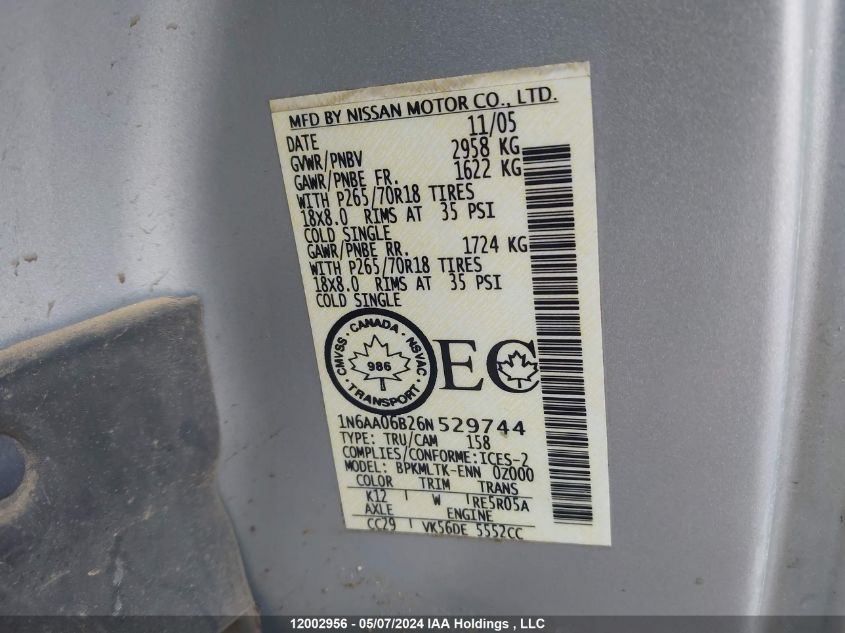 MFD BY NISSAN MOTOR CO., LTD.
DATE 11/05
GVWR/PNBV 2958 KG
GAWR/PNBE FR. 1622 KG
WITH P265/70R18 TIRES
18X8.0 RIMS AT 35 PSI
COLD SINGLE
GAWR/PNBE RR. 1724 KG
WITH P265/70R18 TIRES
18X8.0 RIMS AT 35 PSI
COLD SINGLE
CMVSS · CANADA · NSVAC · TRANSPORT ·
986
EC
1N6AA06B26N529744
TYPE: TRU/CAM 158
COMPLIES/CONFORME:ICES-2
MODEL: BPKMLTK-ENN 0Z000
COLOR TRIM TRANS
K12 W RE5R05A
AXLE ENGINE
CC29 VK56DE 5552CC
12002956 - 05/07/2024 IAA Holdings , LLC